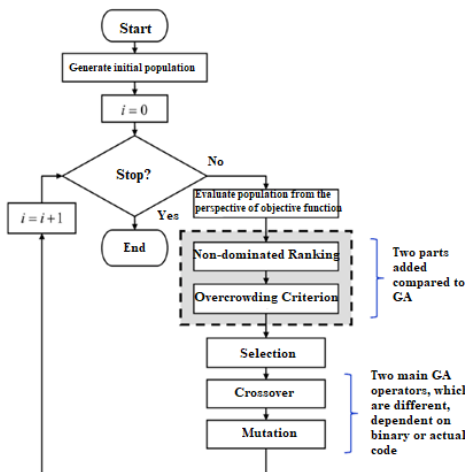 Start
Generate initial population
i = 0
Stop?
No
Yes
Evaluate population from the
perspective of objective function
i = i + 1
End
Non-dominated Ranking
Overcrowding Criterion
Two parts
added
compared to
GA
Selection
Crossover
Mutation
Two main GA
operators, which
are different,
dependent on
binary or actual
code